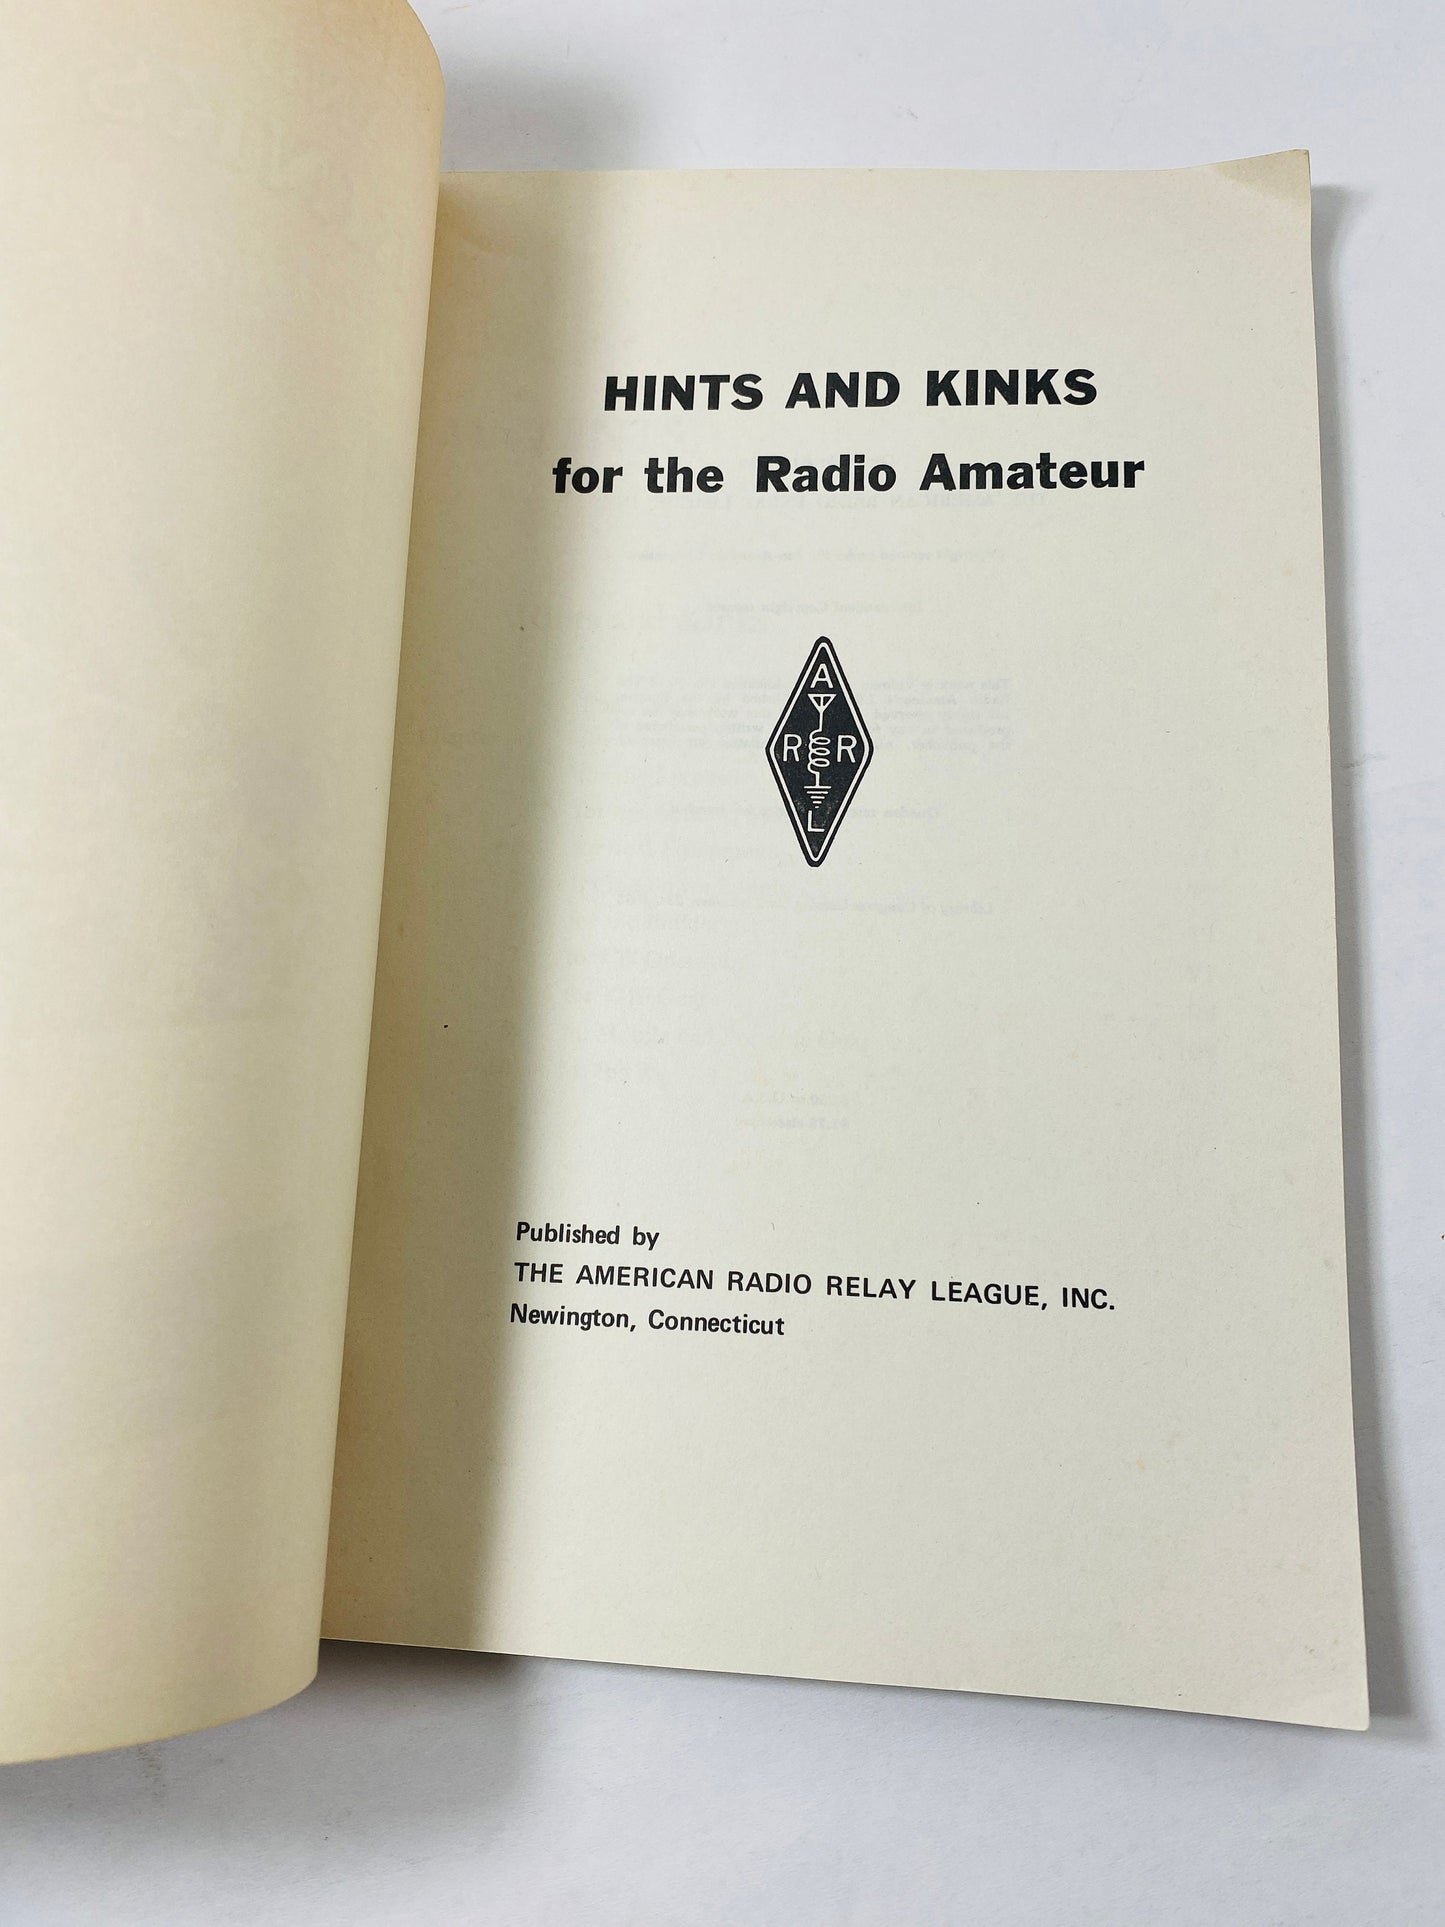 HINTS AND KINKS
for the Radio Amateur
A
R R
L
Published by
THE AMERICAN RADIO RELAY LEAGUE, INC.
Newington, Connecticut